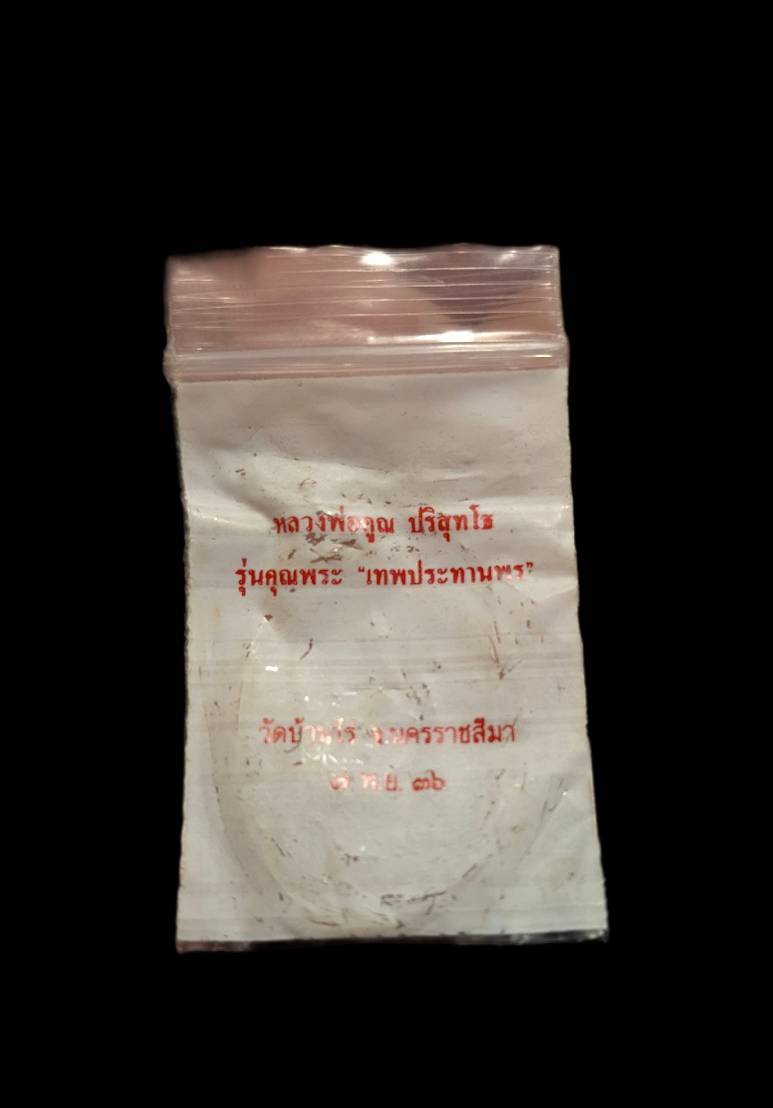 หลวงพ่อคูณ ปริสุทโธ
รุ่นคุณพระ “เทพประทานพร”
วัดบ้านไร่ จ.นครราชสีมา
พ.ย. ๓๖